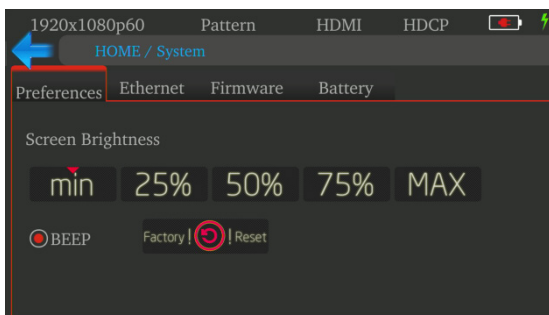 1920x1080p60 Pattern HDMI HDCP
HOME / System
Preferences Ethernet Firmware Battery
Screen Brightness
min 25% 50% 75% MAX
BEEP Factory ! ! Reset